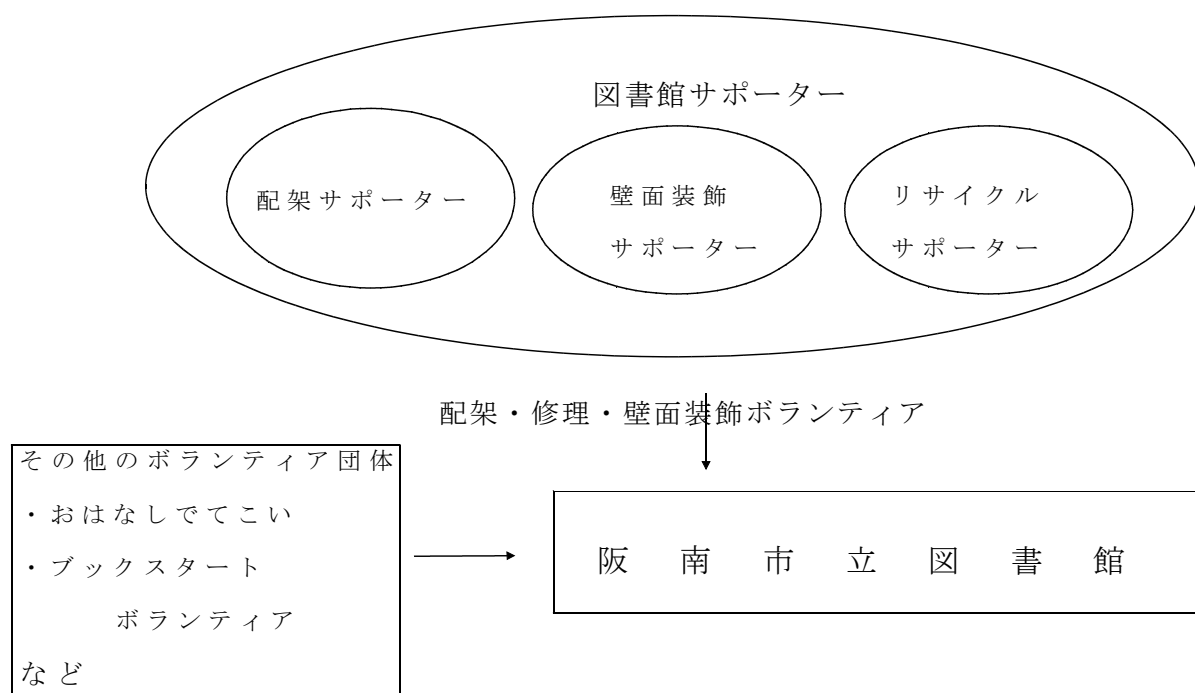 図書館サポーター
配架サポーター
壁面装飾
サポーター
リサイクル
サポーター
配架・修理・壁面装飾ボランティア
その他のボランティア団体
・おはなしでてこい
・ブックスタート
ボランティア
など
阪南市立図書館